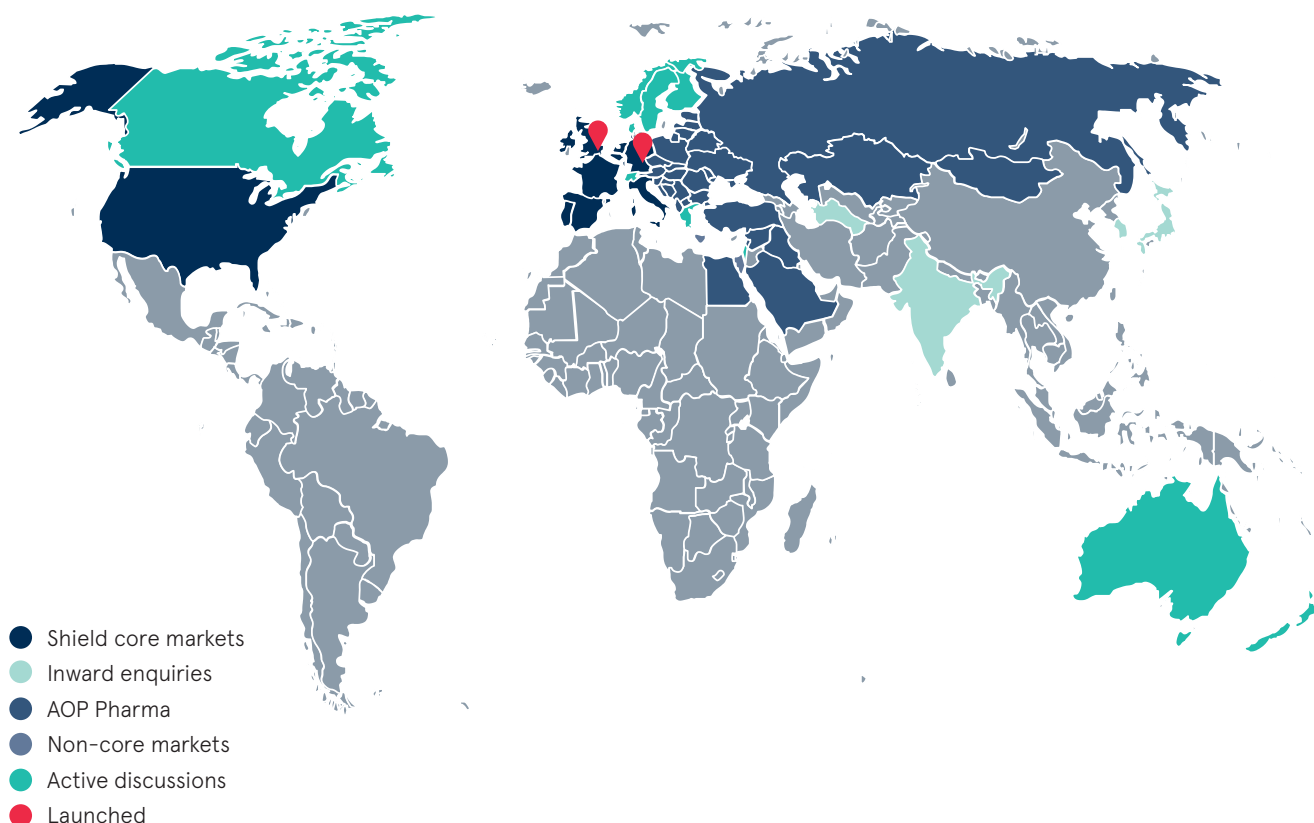 Shield core markets
Inward enquiries
AOP Pharma
Non-core markets
Active discussions
Launched